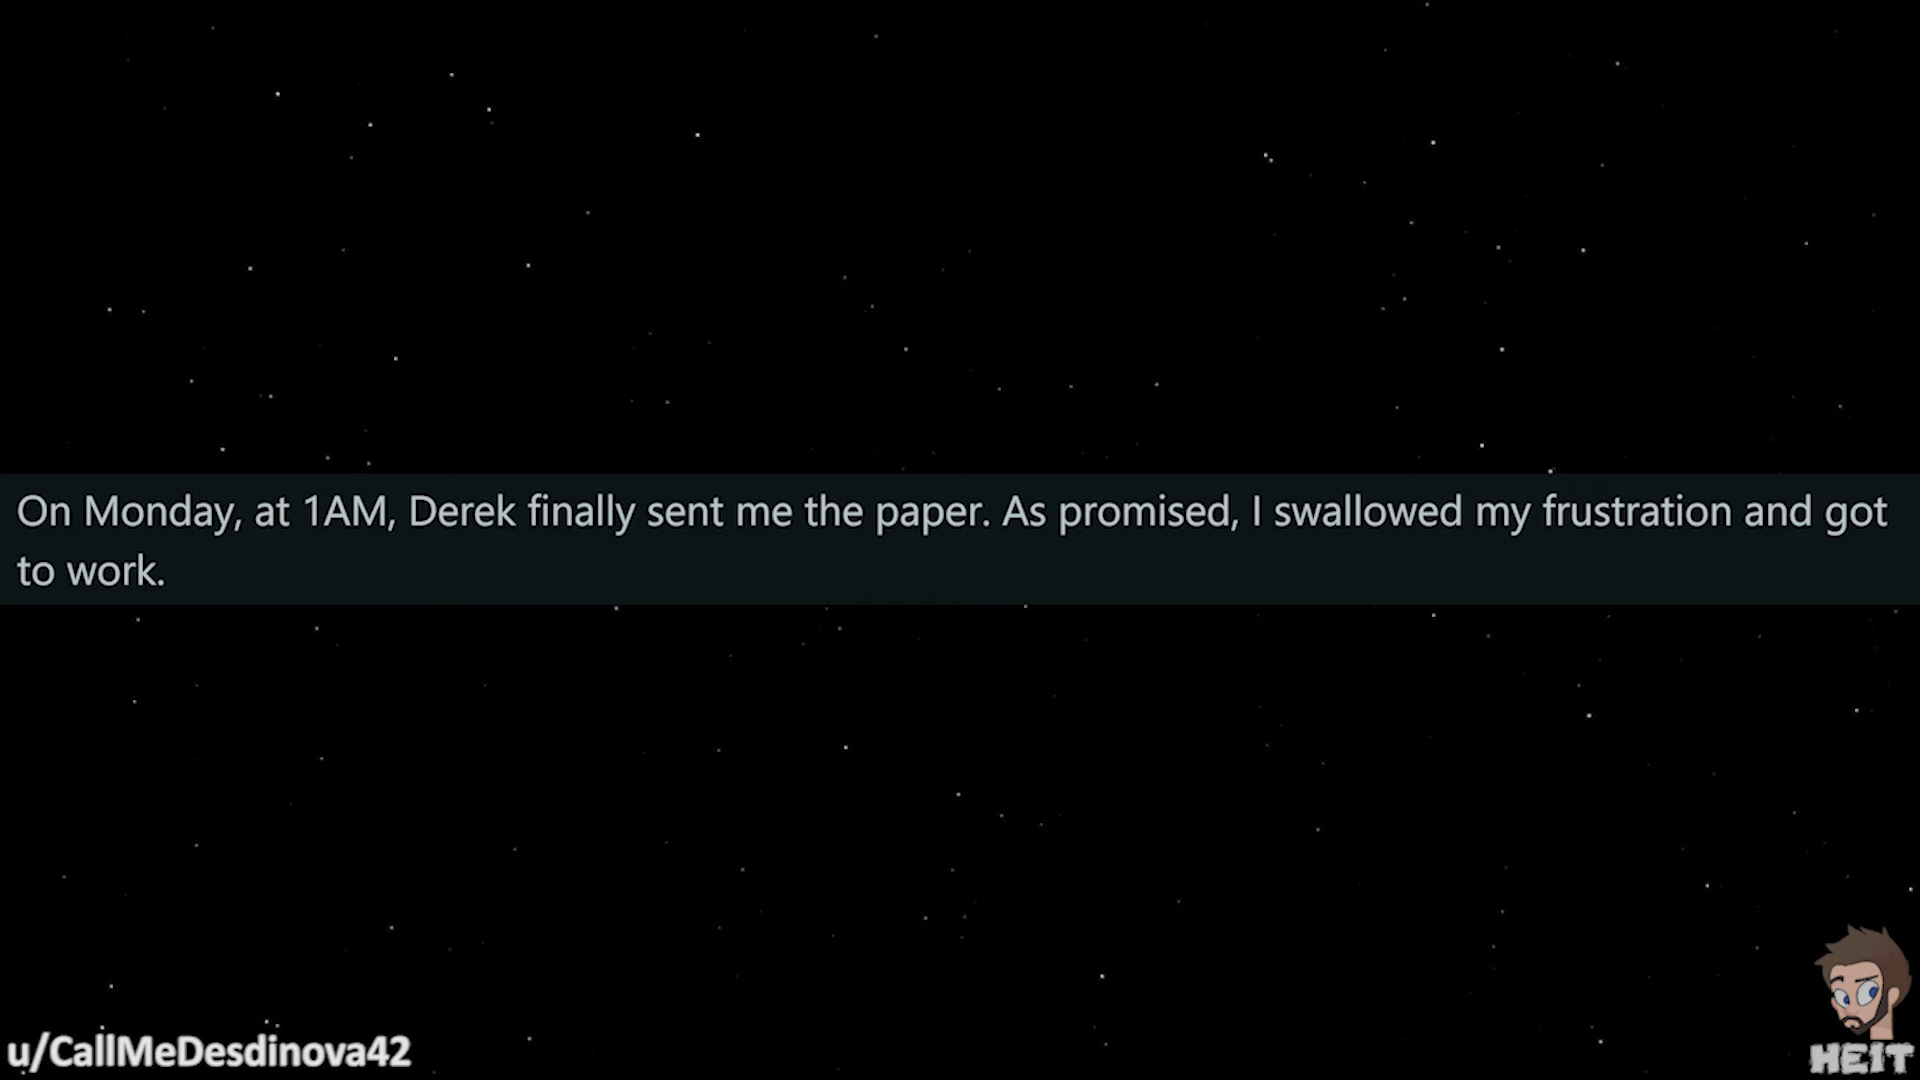 On Monday, at 1AM, Derek finally sent me the paper. As promised, I swallowed my frustration and got
to work.
u/CallMeDesdinova42
HEIT